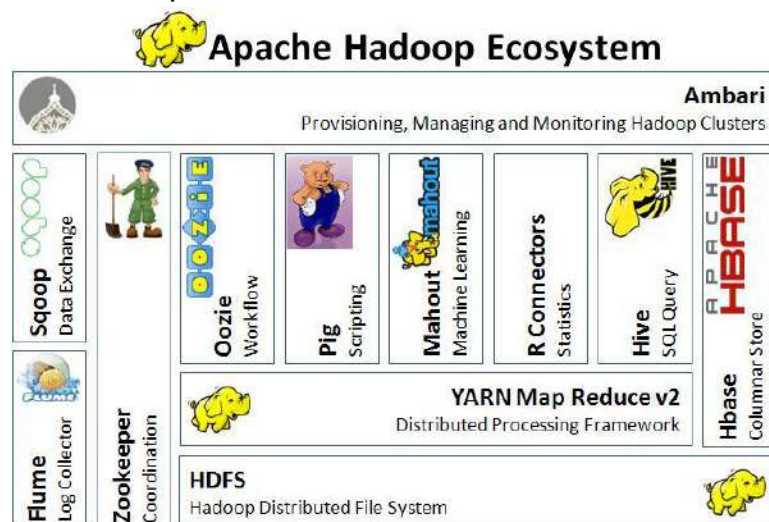 Apache Hadoop Ecosystem
Ambari
Provisioning, Managing and Monitoring Hadoop Clusters
sqoop
Sqoop
Data Exchange
Zookeeper
Coordination
OOZIE
Oozie
Workflow
Pig
Scripting
mahout
Mahout
Machine Learning
R Connectors
Statistics
HIVE
Hive
SQL Query
APACHE
HBASE
Hbase
Columnar Store
FLUME
Flume
Log Collector
YARN Map Reduce v2
Distributed Processing Framework
HDFS
Hadoop Distributed File System